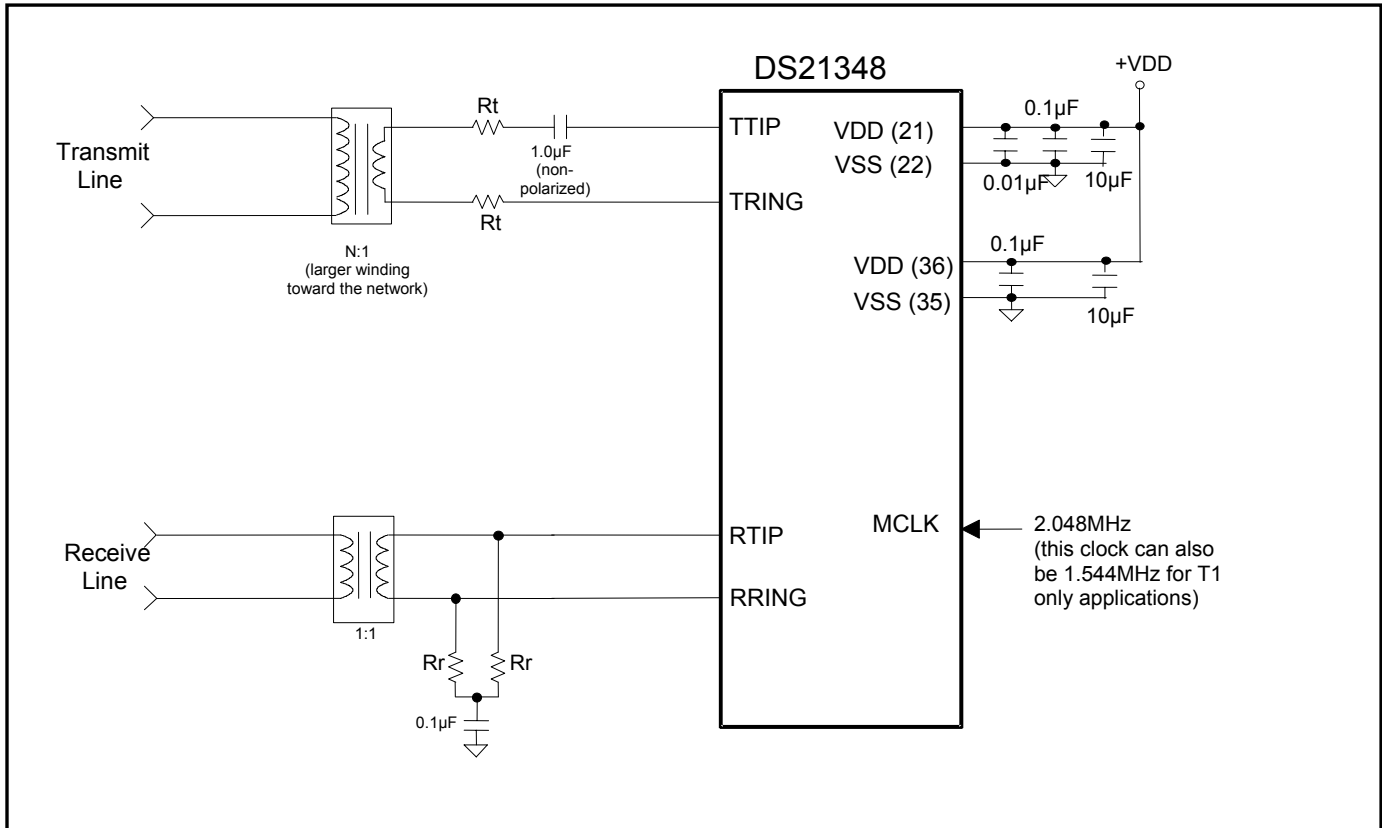 DS21348
+VDD
Transmit
Line
N:1
(larger winding
toward the network)
Rt
1.0µF
(non-
polarized)
Rt
TTIP
TRING
VDD (21)
VSS (22)
0.1µF
0.01µF
10µF
VDD (36)
VSS (35)
0.1µF
10µF
Receive
Line
1:1
Rr
Rr
0.1µF
RTIP
RRING
MCLK
2.048MHz
(this clock can also
be 1.544MHz for T1
only applications)